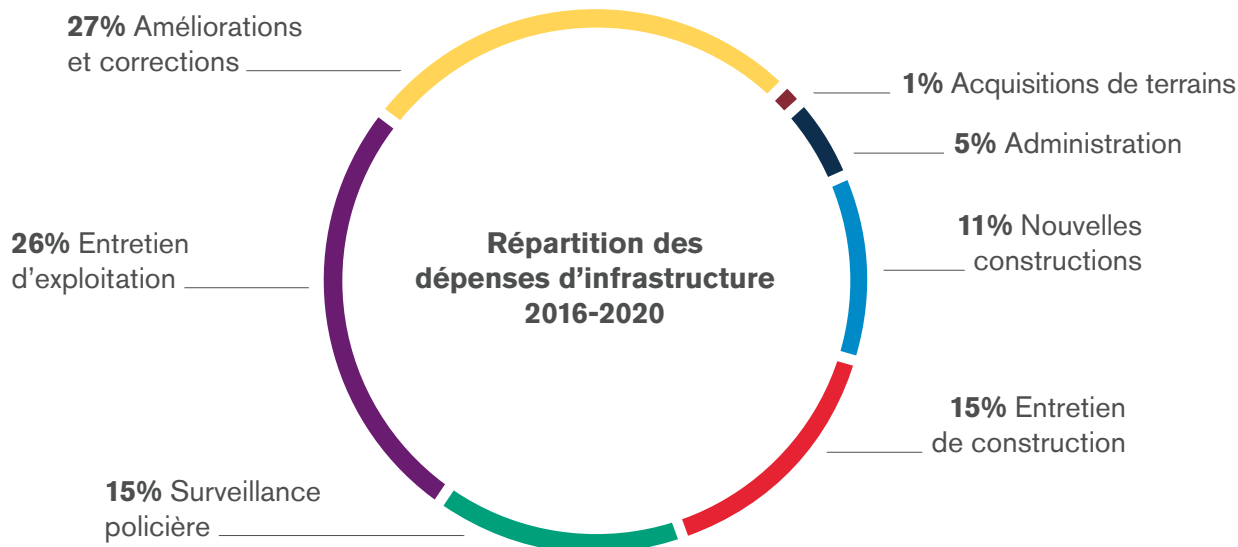 27% Améliorations
et corrections
1% Acquisitions de terrains
5% Administration
11% Nouvelles
constructions
26% Entretien
d'exploitation
Répartition des
dépenses d'infrastructure
2016-2020
15% Entretien
de construction
15% Surveillance
policière